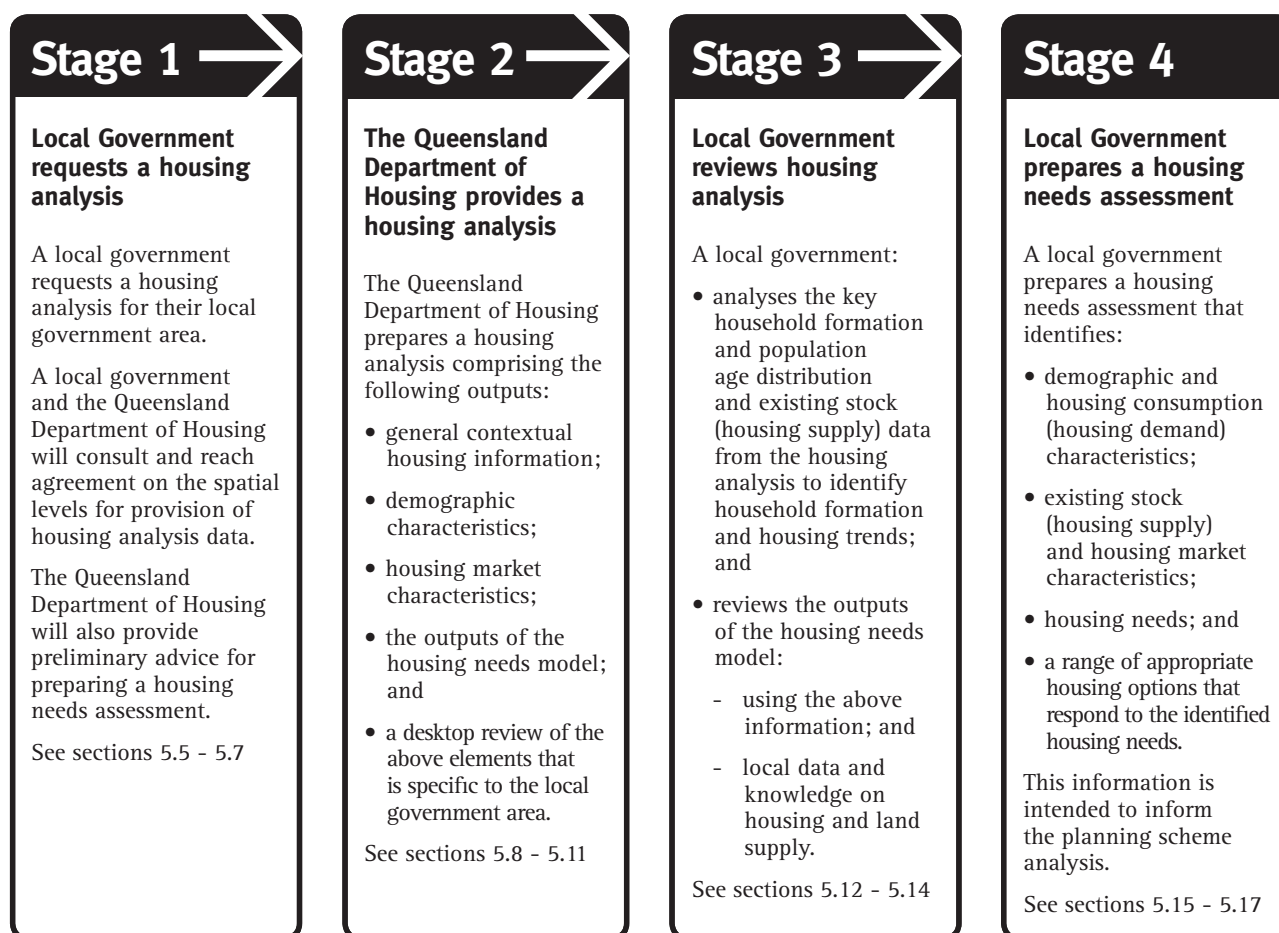 Stage 1
Local Government
requests a housing
analysis
A local government
requests a housing
analysis for their local
government area.
A local government
and the Queensland
Department of Housing
will consult and reach
agreement on the spatial
levels for provision of
housing analysis data.
The Queensland
Department of Housing
will also provide
preliminary advice for
preparing a housing
needs assessment.
See sections 5.5 - 5.7
Stage 2
The Queensland
Department of
Housing provides a
housing analysis
The Queensland
Department of Housing
prepares a housing
analysis comprising the
following outputs:
• general contextual
housing information;
• demographic
characteristics;
• housing market
characteristics;
• the outputs of the
housing needs model;
and
• a desktop review of the
above elements that
is specific to the local
government area.
See sections 5.8 - 5.11
Stage 3
Local Government
reviews housing
analysis
A local government:
• analyses the key
household formation
and population
age distribution
and existing stock
(housing supply) data
from the housing
analysis to identify
household formation
and housing trends;
and
• reviews the outputs
of the housing needs
model:
- using the above
information; and
- local data and
knowledge on
housing and land
supply.
See sections 5.12 - 5.14
Stage 4
Local Government
prepares a housing
needs assessment
A local government
prepares a housing
needs assessment that
identifies:
• demographic and
housing consumption
(housing demand)
characteristics;
• existing stock
(housing supply)
and housing market
characteristics;
• housing needs; and
• a range of appropriate
housing options that
respond to the identified
housing needs.
This information is
intended to inform
the planning scheme
analysis.
See sections 5.15 - 5.17